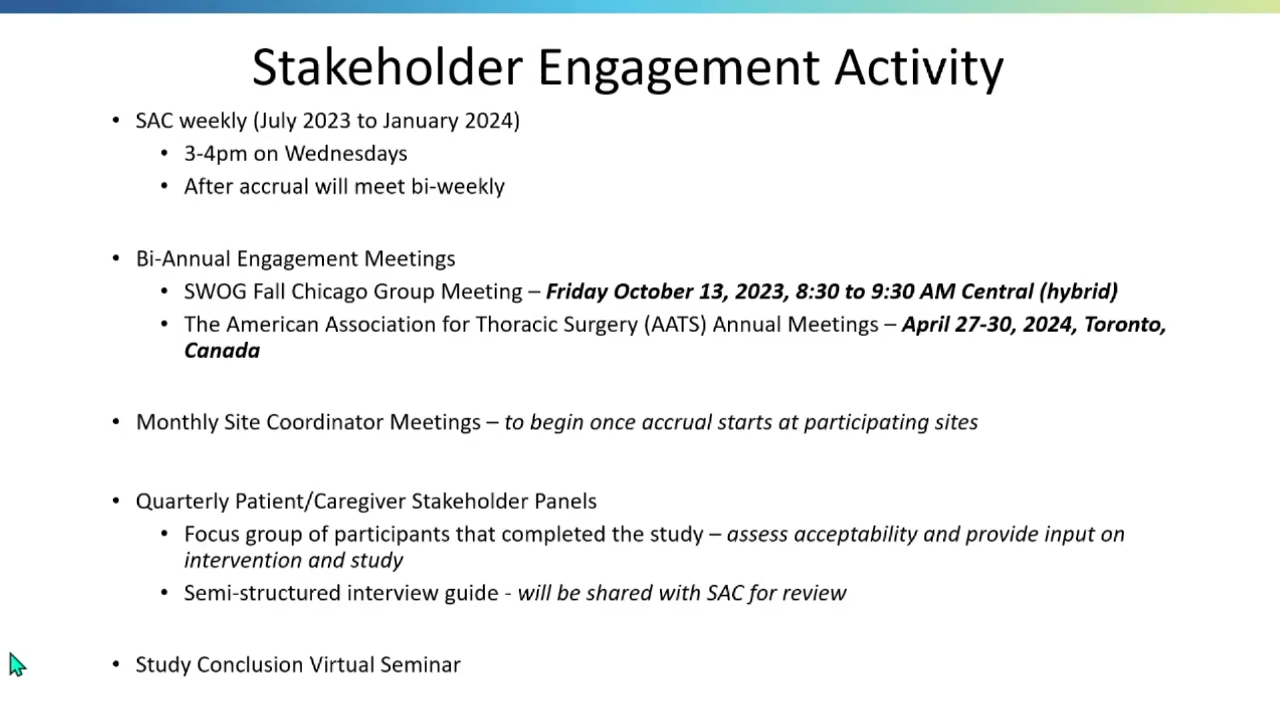 Stakeholder Engagement Activity
• SAC weekly (July 2023 to January 2024)
• 3-4pm on Wednesdays
• After accrual will meet bi-weekly
• Bi-Annual Engagement Meetings
• SWOG Fall Chicago Group Meeting – Friday October 13, 2023, 8:30 to 9:30 AM Central (hybrid)
• The American Association for Thoracic Surgery (AATS) Annual Meetings – April 27-30, 2024, Toronto,
Canada
• Monthly Site Coordinator Meetings – to begin once accrual starts at participating sites
• Quarterly Patient/Caregiver Stakeholder Panels
• Focus group of participants that completed the study – assess acceptability and provide input on
intervention and study
• Semi-structured interview guide - will be shared with SAC for review
• Study Conclusion Virtual Seminar